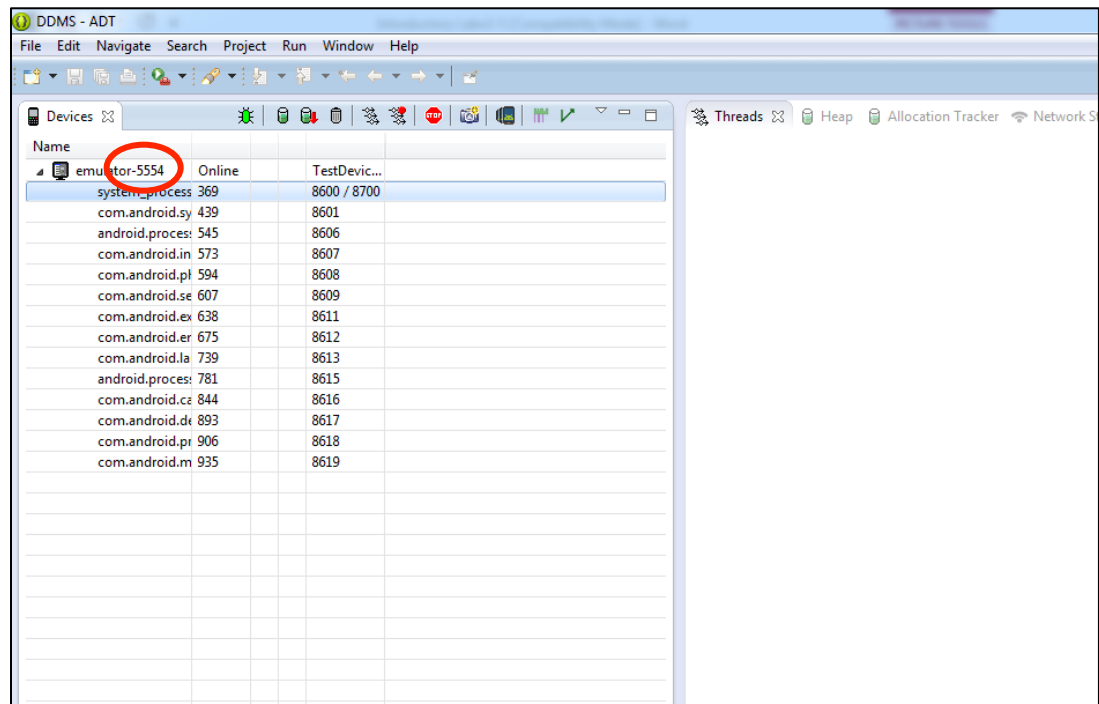 DDMS - ADT
File Edit Navigate Search Project Run Window Help
Devices
Threads Heap Allocation Tracker Network S
Name
emulator-5554 Online TestDevic...
system_process 369 8600 / 8700
com.android.sy 439 8601
android.proces 545 8606
com.android.in 573 8607
com.android.pl 594 8608
com.android.se 607 8609
com.android.ex 638 8611
com.android.er 675 8612
com.android.la 739 8613
android.proces 781 8615
com.android.ca 844 8616
com.android.de 893 8617
com.android.pr 906 8618
com.android.m 935 8619